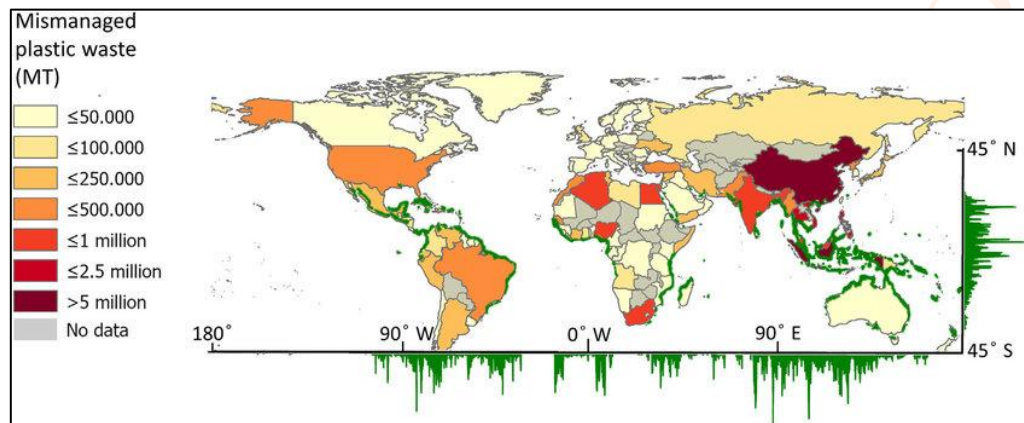 Mismanaged
plastic waste
(MT)
≤50.000
≤100.000
≤250.000
≤500.000
≤1 million
≤2.5 million
>5 million
No data
45° N
180° 90° W 0° W 90° E 45° S